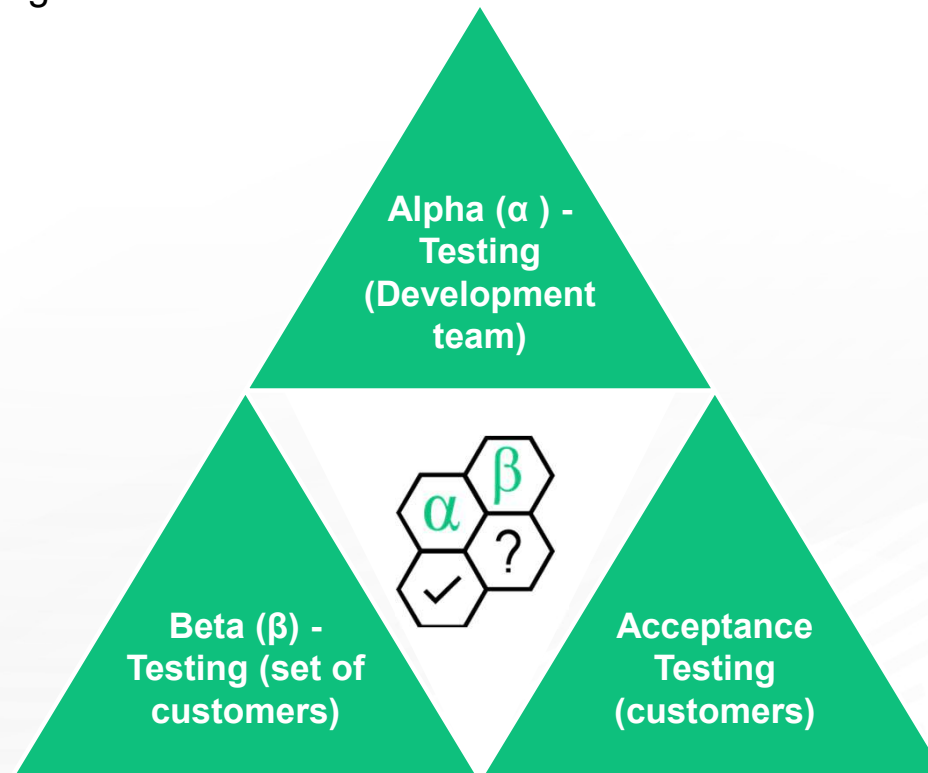 g
Alpha (α ) -
Testing
(Development
team)
β
α
?
Beta (β) -
Testing (set of
customers)
Acceptance
Testing
(customers)